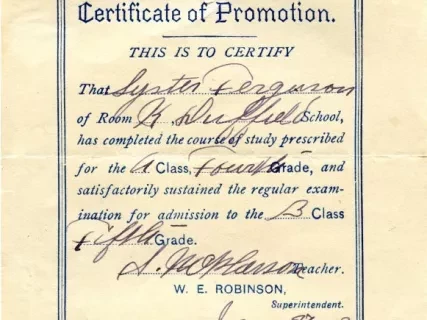 Certificate of Promotion.
THIS IS TO CERTIFY
That Lyster Ferguson
of Room K, Duffield School,
has completed the course of study prescribed
for the A Class, Fourth Grade, and
satisfactorily sustained the regular exam-
ination for admission to the B Class
Fifth Grade.
Teacher.
W. E. ROBINSON,
Superintendent.